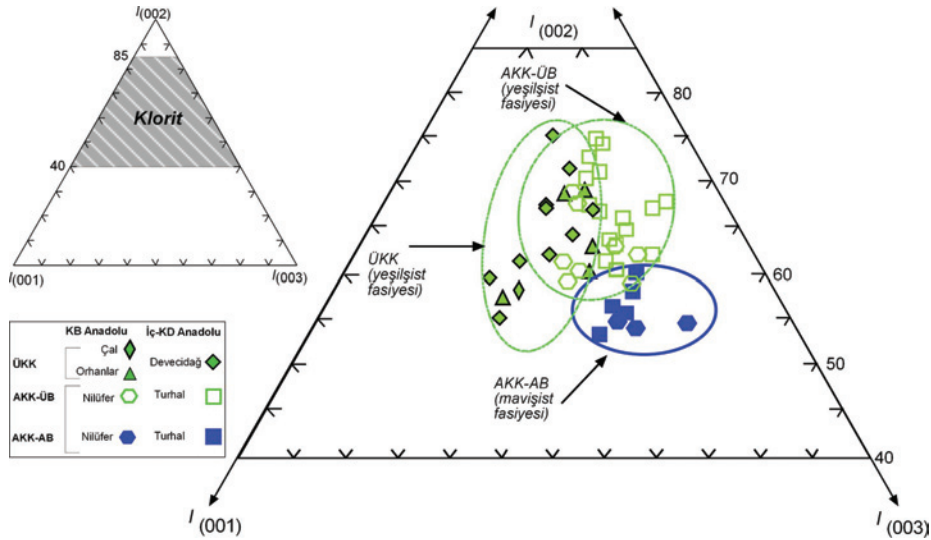 I(002)
85
Klorit
40
I(001)
I(003)
I(002)
AKK-ÜB
(yeşilşist
fasiyesi)
80
70
ÜKK
(yeşilşist
fasiyesi)
60
50
AKK-AB
(mavişist
fasiyesi)
40
I(001)
I(003)
KB Anadolu İç-KD Anadolu
ÜKK Çal Devecidağ
Orhanlar
AKK-ÜB Nilüfer Turhal
AKK-AB Nilüfer Turhal